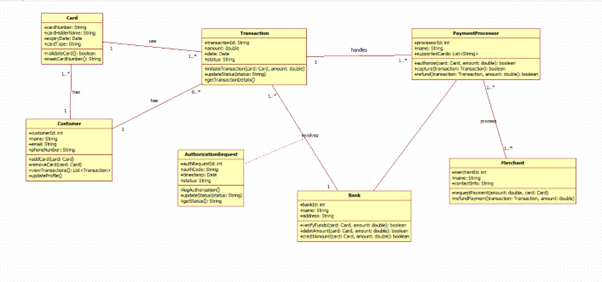 Card
+cardNumber: String
+cardHolderName: String
+expiryDate: Date
+cardType: String
+validateCard(): boolean
+maskCardNumber(): String
Transaction
+transactionId: String
+amount: double
+date: Date
+status: String
+initiateTransaction(card: Card, amount: double)
+updateStatus(status: String)
+getTransactionDetails()
PaymentProcessor
+processorId: int
+name: String
+supportedCards: List<String>
+authorize(card: Card, amount: double): boolean
+capture(transaction: Transaction): boolean
+refund(transaction: Transaction, amount: double): boolean
1
use
1..*
1
handles
1..*
1..*
has
1
0..*
has
1
1
1..*
1..*
1..*
Customer
+customerId: int
+name: String
+email: String
+phoneNumber: String
+addCard(card: Card)
+removeCard(card: Card)
+viewTransactions(): List<Transaction>
+updateProfile()
involves
process
1..*
AuthorizationRequest
+authRequestId: int
+authCode: String
+timestamp: Date
+status: String
+logAuthorization()
+updateStatus(status: String)
+getStatus(): String
Merchant
+merchantId: int
+name: String
+contactInfo: String
+requestPayment(amount: double, card: Card)
+refundPayment(transaction: Transaction, amount: double)
1
Bank
+bankId: int
+name: String
+address: String
+verifyFunds(card: Card, amount: double): boolean
+debitAmount(card: Card, amount: double): boolean
+creditAmount(card: Card, amount: double): boolean